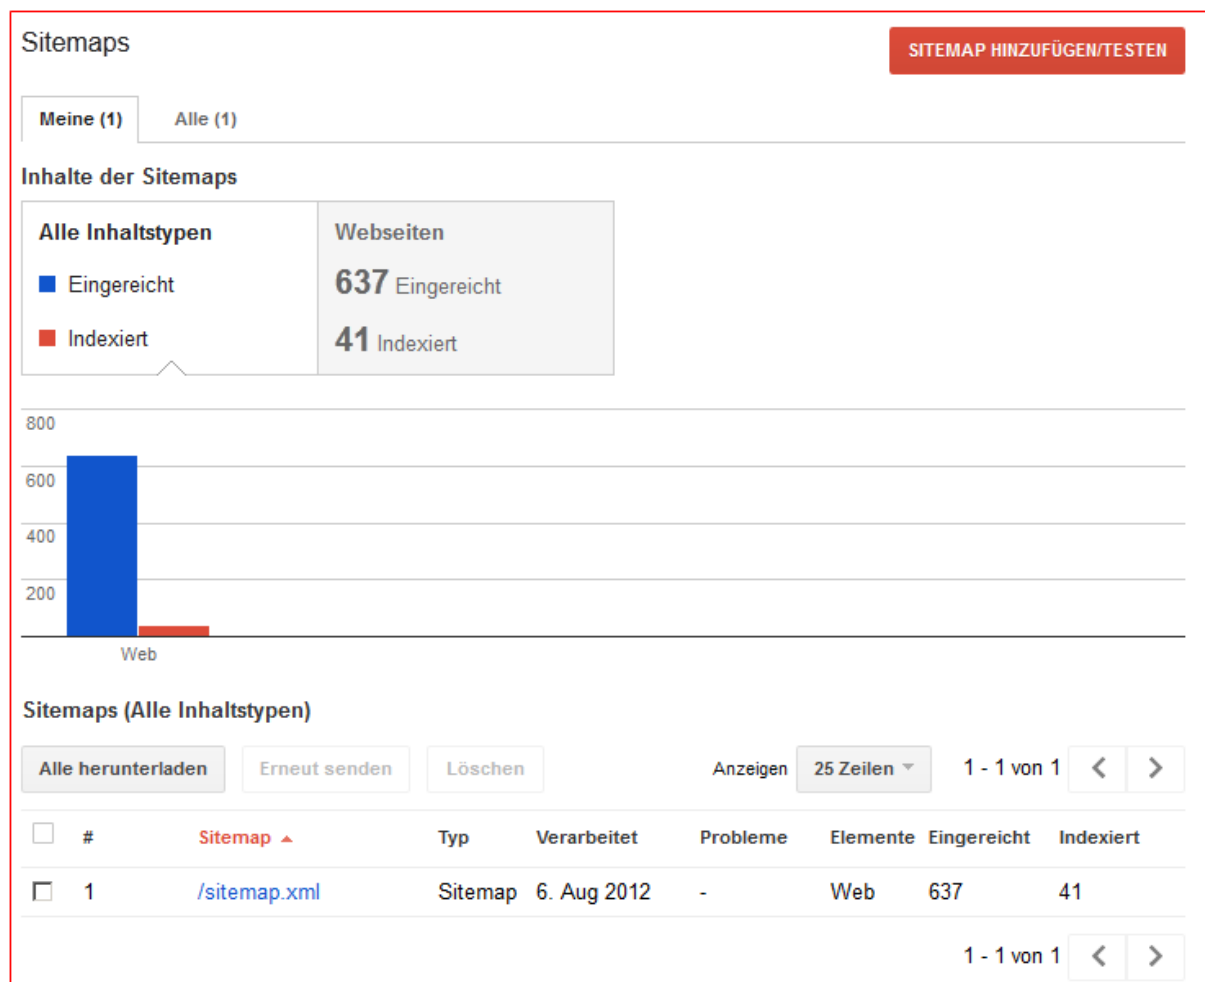 Sitemaps
SITEMAP HINZUFÜGEN/TESTEN
Meine (1) Alle (1)
Inhalte der Sitemaps
Alle Inhaltstypen Webseiten
Eingereicht 637 Eingereicht
Indexiert 41 Indexiert
800
600
400
200
Web
Sitemaps (Alle Inhaltstypen)
Alle herunterladen Erneut senden Löschen Anzeigen 25 Zeilen 1 - 1 von 1
# Sitemap Typ Verarbeitet Probleme Elemente Eingereicht Indexiert
1 /sitemap.xml Sitemap 6. Aug 2012 - Web 637 41
1 - 1 von 1